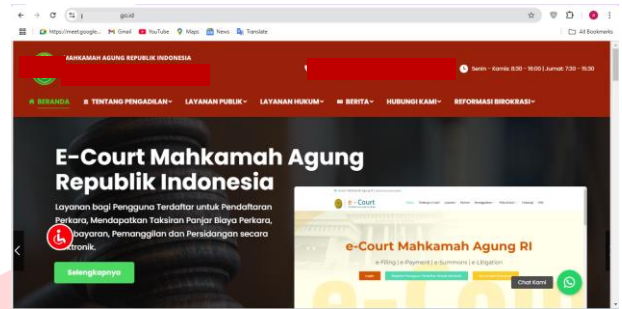 go.id
https://meet.google... Gmail YouTube Maps News Translate All Bookmarks
MAHKAMAH AGUNG REPUBLIK INDONESIA
Senin - Kamis: 8:30 - 16:00 | Jumat: 7:30 - 15:30
BERANDA TENTANG PENGADILAN LAYANAN PUBLIK LAYANAN HUKUM BERITA HUBUNGI KAMI REFORMASI BIROKRASI
E-Court Mahkamah Agung
Republik Indonesia
Layanan bagi Pengguna Terdaftar untuk Pendaftaran
Perkara, Mendapatkan Taksiran Panjar Biaya Perkara,
bayaran, Pemanggilan dan Persidangan secara
ktronik.
Selengkapnya
e-Court
e-Court Mahkamah Agung RI
e-Filing | e-Payment | e-Summons | e-Litigation
Chat Kami